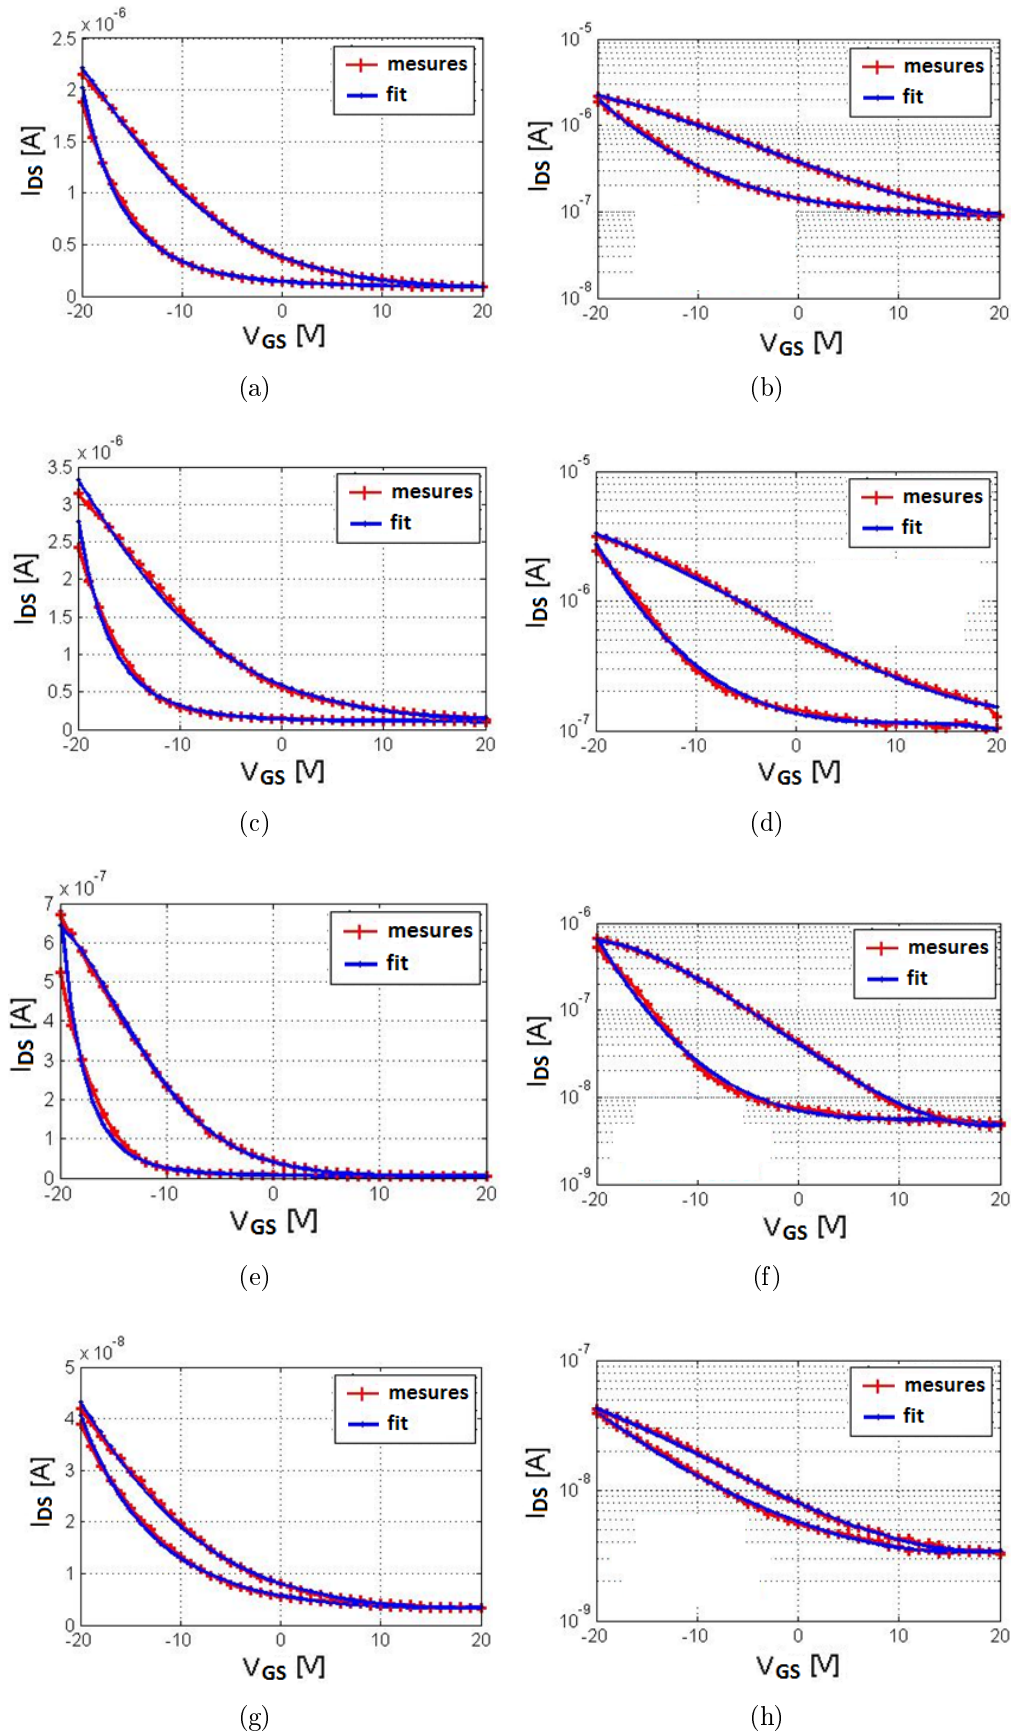 x 10-6
2.5
2
1.5
1
0.5
0
-20 -10 0 10 20
IDS [A]
VGS [V]
mesures
fit
(a)
10-5
10-6
10-7
10-8
-20 -10 0 10 20
IDS [A]
VGS [V]
mesures
fit
(b)
x 10-6
3.5
3
2.5
2
1.5
1
0.5
0
-20 -10 0 10 20
IDS [A]
VGS [V]
mesures
fit
(c)
10-5
10-6
10-7
-20 -10 0 10 20
IDS [A]
VGS [V]
mesures
fit
(d)
x 10-7
7
6
5
4
3
2
1
0
-20 -10 0 10 20
IDS [A]
VGS [V]
mesures
fit
(e)
10-6
10-7
10-8
10-9
-20 -10 0 10 20
IDS [A]
VGS [V]
mesures
fit
(f)
x 10-8
5
4
3
2
1
0
-20 -10 0 10 20
IDS [A]
VGS [V]
mesures
fit
(g)
10-7
10-8
10-9
-20 -10 0 10 20
IDS [A]
VGS [V]
mesures
fit
(h)